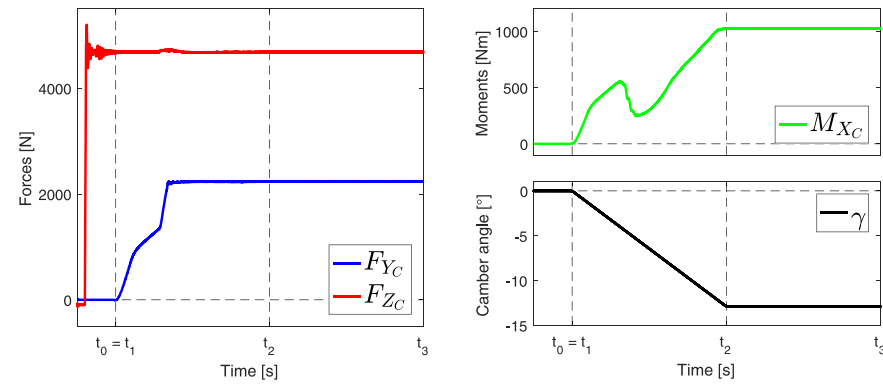 Forces [N]
4000
2000
0
F_{Y_C}
F_{Z_C}
t_0 = t_1
t_2
t_3
Time [s]
Moments [Nm]
1000
500
0
M_{X_C}
Camber angle [°]
0
-5
-10
-15
γ
t_0 = t_1
t_2
t_3
Time [s]